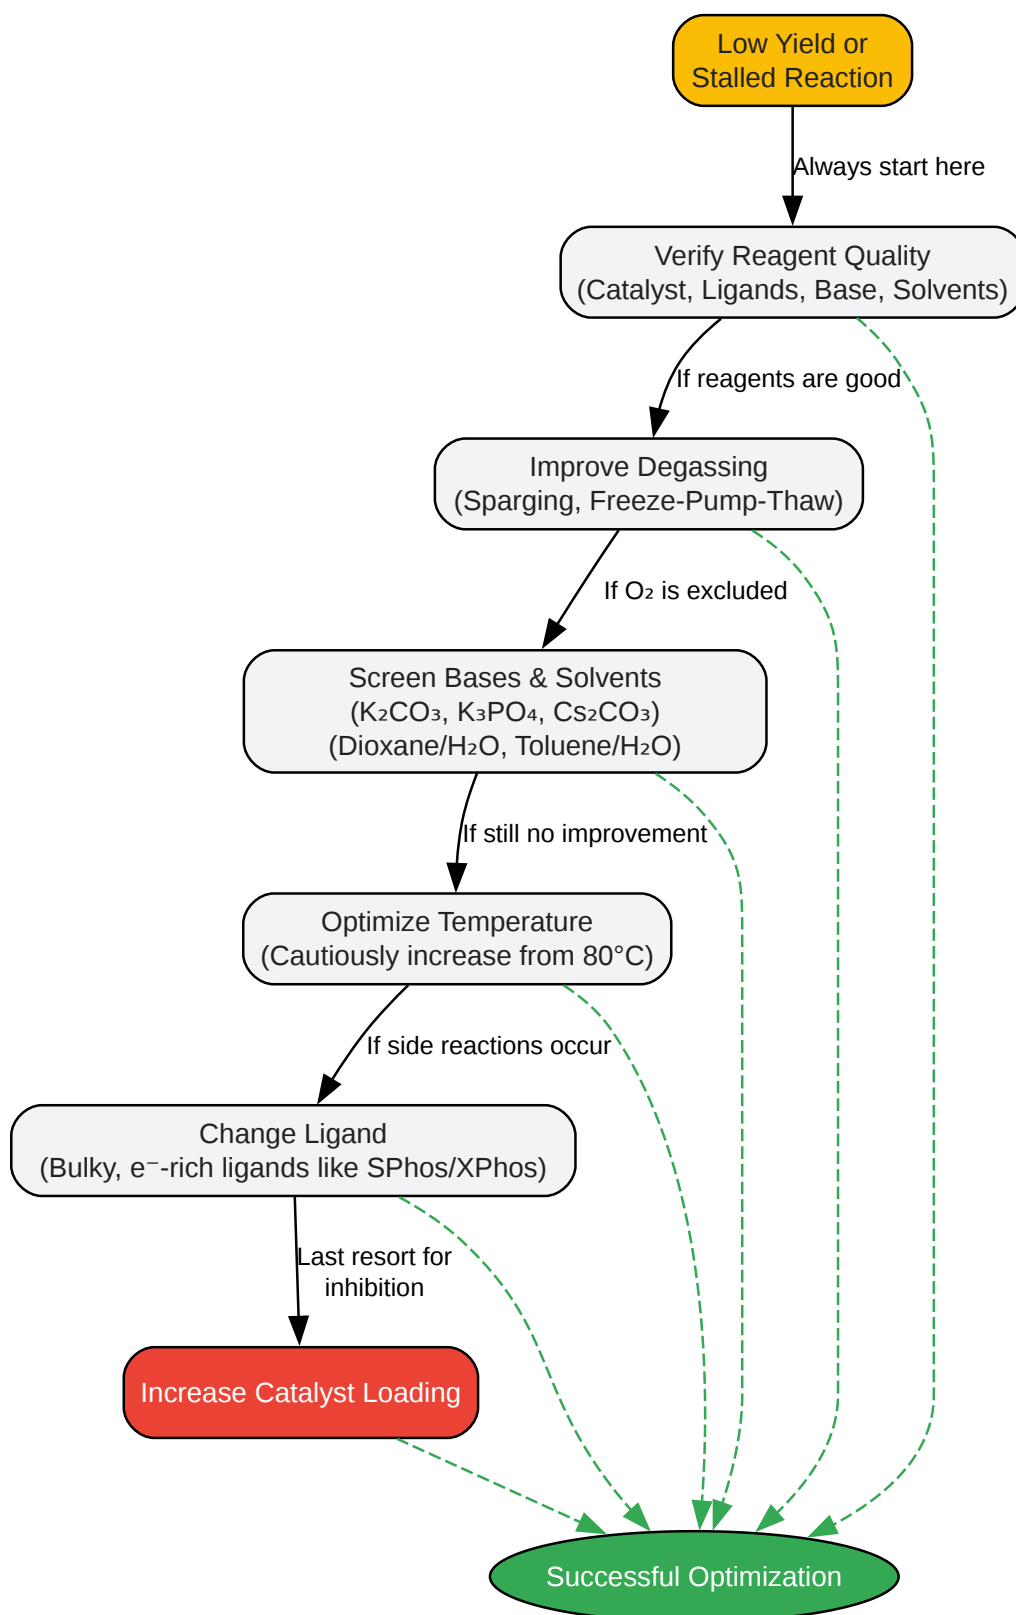 Low Yield or
Stalled Reaction
Always start here
Verify Reagent Quality
(Catalyst, Ligands, Base, Solvents)
If reagents are good
Improve Degassing
(Sparging, Freeze-Pump-Thaw)
If O₂ is excluded
Screen Bases & Solvents
(K₂CO₃, K₃PO₄, Cs₂CO₃)
(Dioxane/H₂O, Toluene/H₂O)
If still no improvement
Optimize Temperature
(Cautiously increase from 80°C)
If side reactions occur
Change Ligand
(Bulky, e⁻-rich ligands like SPhos/XPhos)
Last resort for
inhibition
Increase Catalyst Loading
Successful Optimization